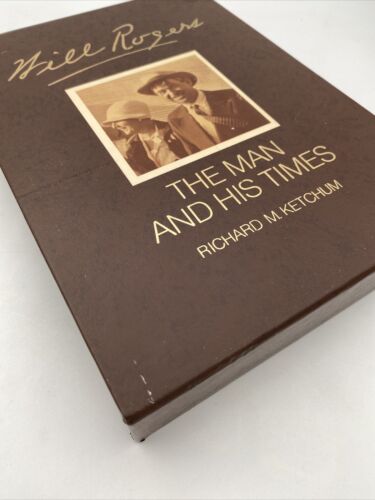 Will Rogers
THE MAN
AND HIS TIMES
RICHARD M. KETCHUM